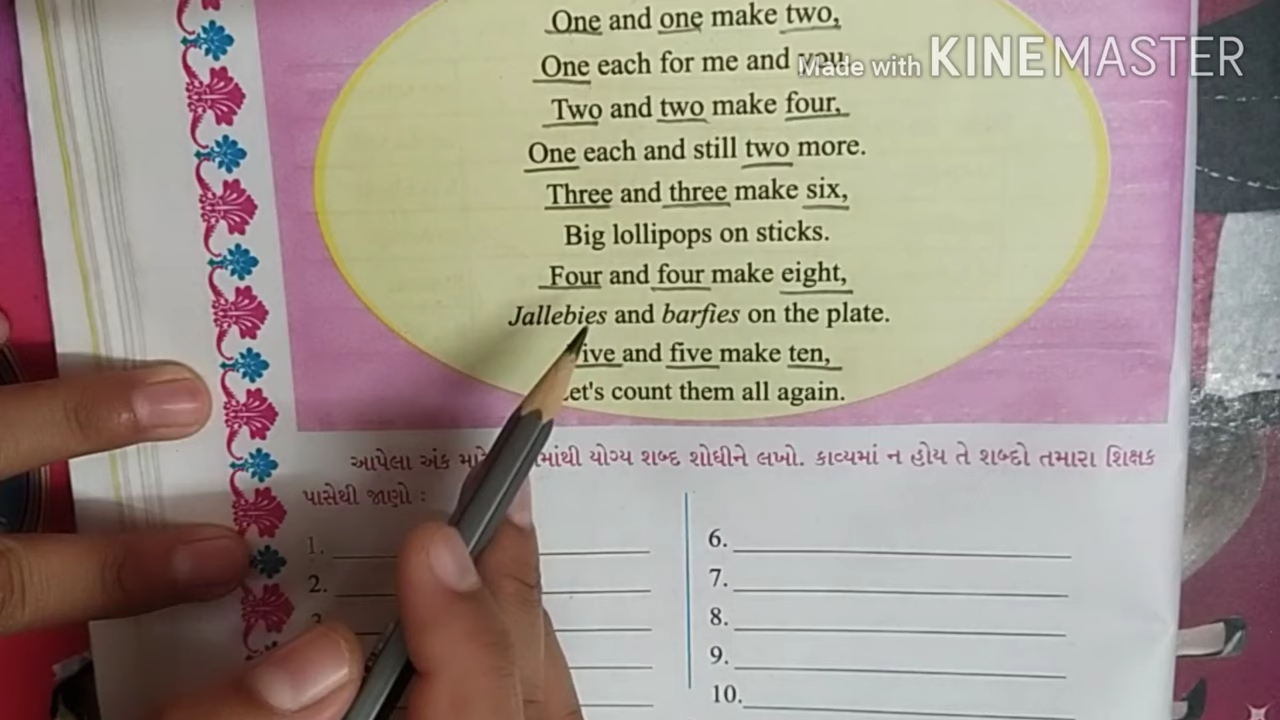 One and one make two,
Made with KINEMASTER
One each for me and you
Two and two make four,
One each and still two more.
Three and three make six,
Big lollipops on sticks.
Four and four make eight,
Jallebies and barfies on the plate.
and five make ten,
count them all again.
આપેલા અંક યોગ્ય શબ્દ શોધીને લખો. કાવ્યમાં ન હોય તે શબ્દો તમારા શિક્ષક
પાસેથી જાણો :
1.
2.
3.
6.
7.
8.
9.
10.